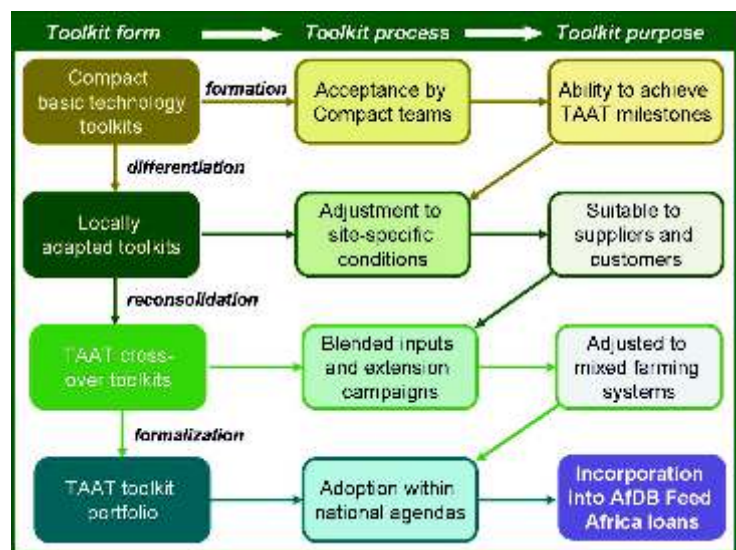 Toolkit form
Toolkit process
Toolkit purpose
Compact
basic technology
toolkits
formation
Acceptance by
Compact teams
Ability to achieve
TAAT milestones
differentiation
Locally
adapted toolkits
Adjustment to
site-specific
conditions
Suitable to
suppliers and
customers
reconsolidation
TAAT cross-
over toolkits
Blended inputs
and extension
campaigns
Adjusted to
mixed farming
systems
formalization
TAAT toolkit
portfolio
Adoption within
national agendas
Incorporation
into AfDB Feed
Africa loans